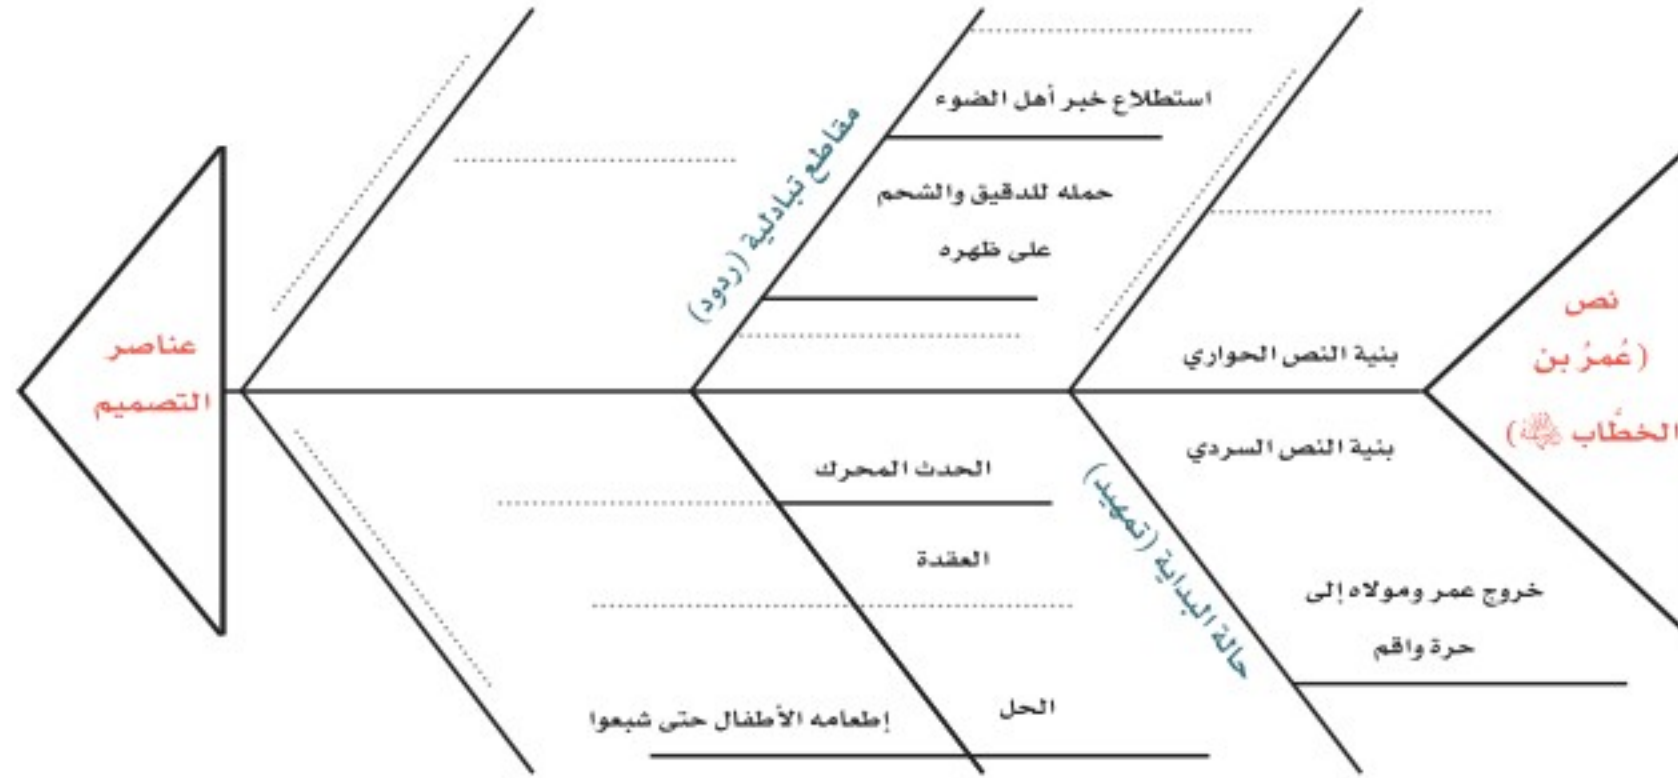 نص
(عُمرُ بن
الخطَّاب ﷺ)
بنية النص الحواري
بنية النص السردي
استطلاع خبر أهل الضوء
حمله للدقيق والشحم
على ظهره
مقاطع تبادلية (ردود)
حالة البداية (تمهيد)
خروج عمر ومولاه إلى
حرة واقم
الحدث المحرك
العقدة
الحل
إطعامه الأطفال حتى شبعوا
عناصر
التصميم